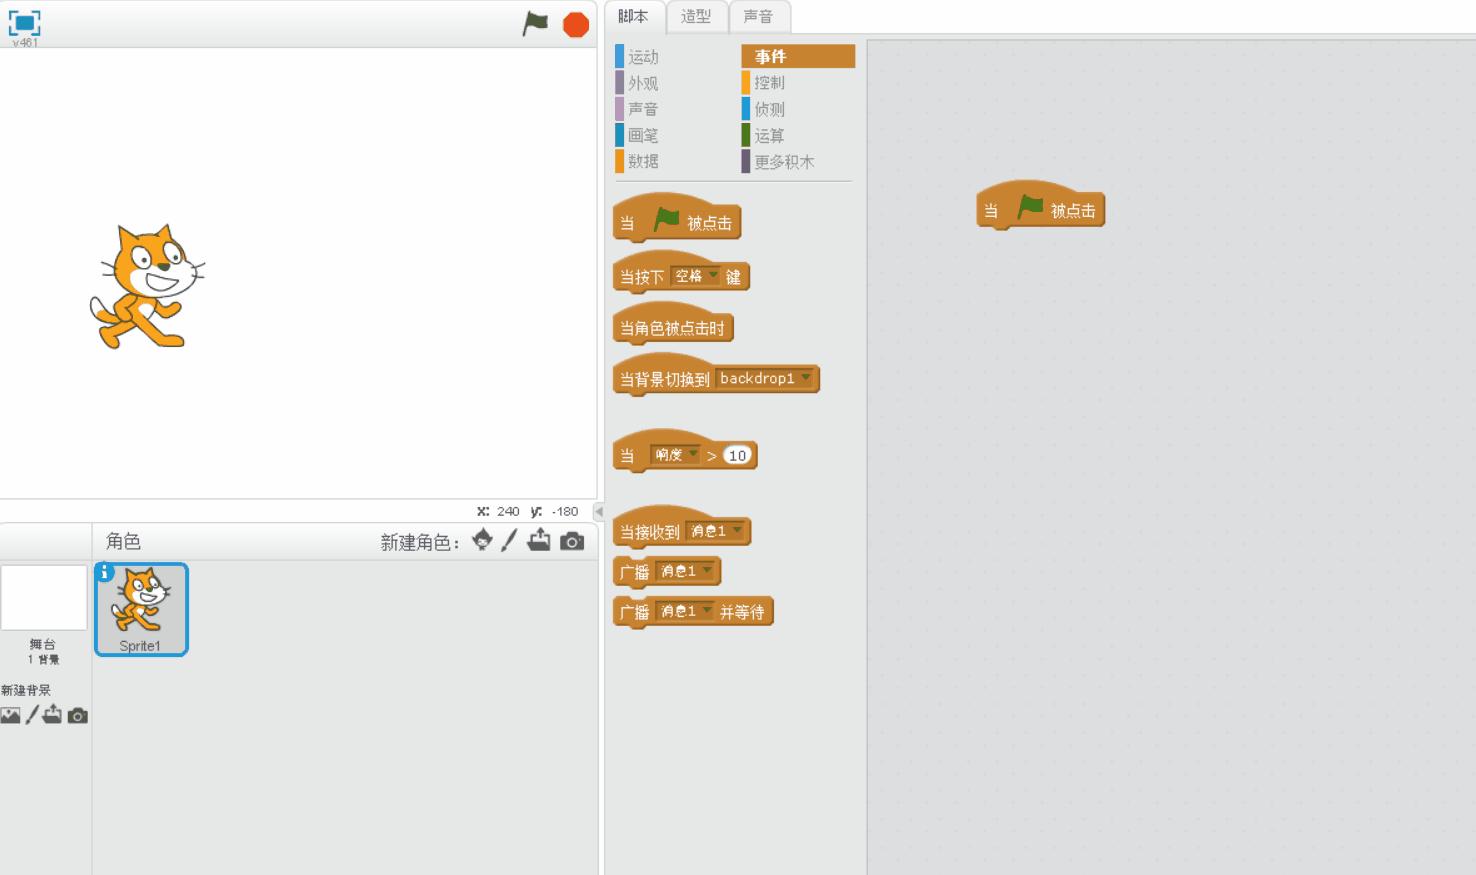 v461
x: 240 y: -180
角色
新建角色：
Sprite1
舞台
1 背景
新建背景
脚本
造型
声音
运动
外观
声音
画笔
数据
事件
控制
侦测
运算
更多积木
当 被点击
当按下 空格 键
当角色被点击时
当背景切换到 backdrop1
当 响度 > 10
当接收到 消息1
广播 消息1
广播 消息1 并等待
当 被点击